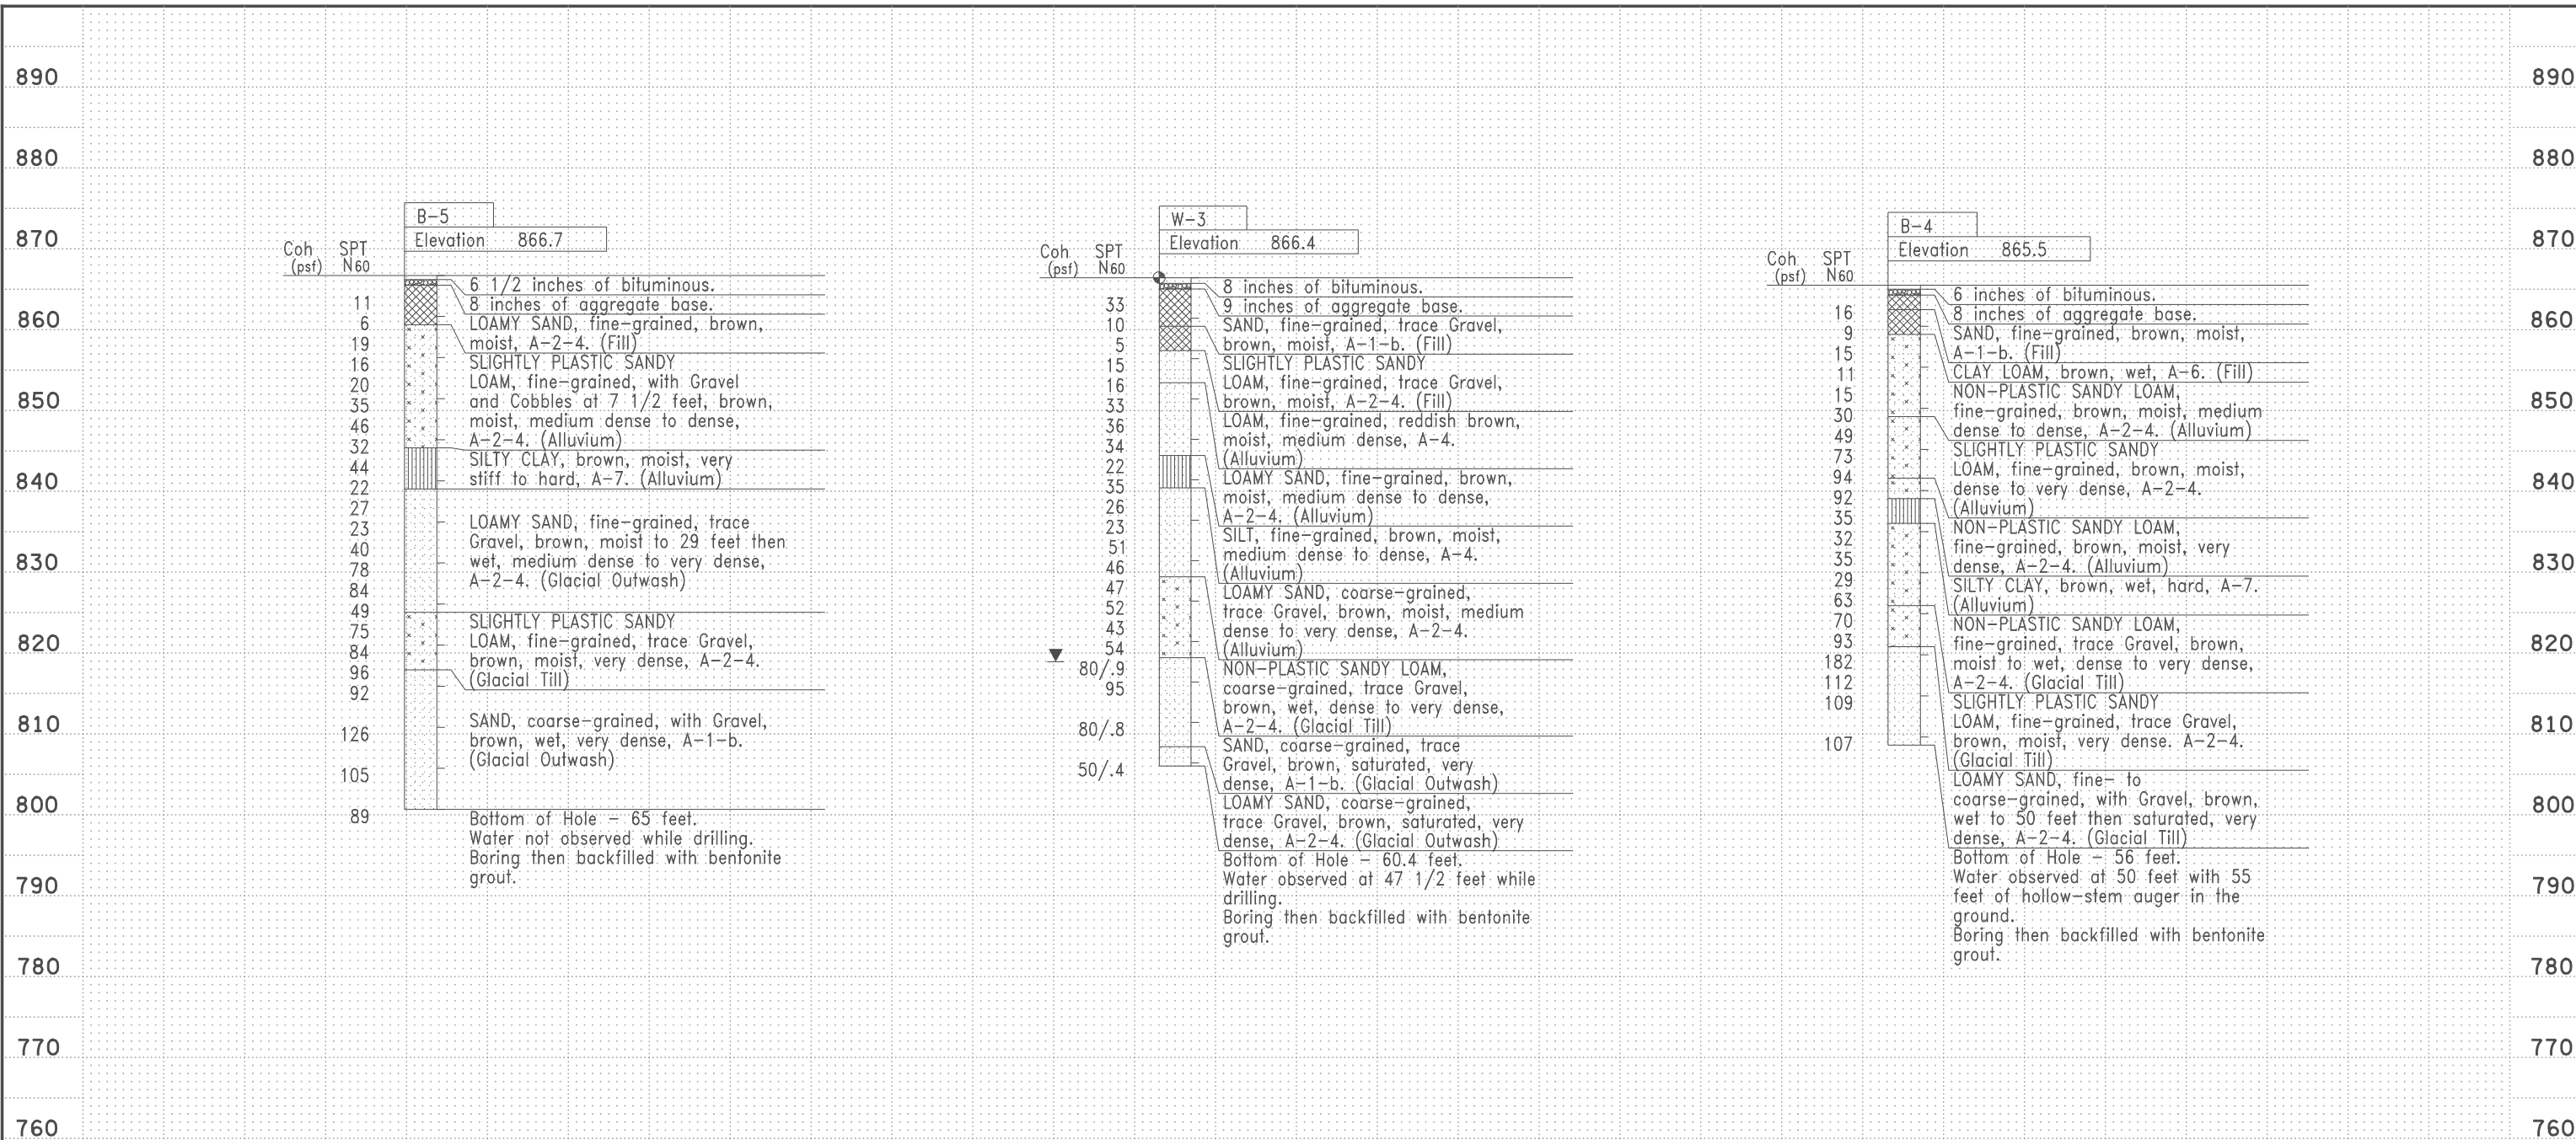 890
880
870
860
850
840
830
820
810
800
790
780
770
760
B-5
Elevation 866.7
Coh SPT
(psf) N60
11
6
19
16
20
35
46
32
44
22
27
23
40
78
84
49
75
84
96
92
126
105
89
6 1/2 inches of bituminous.
8 inches of aggregate base.
LOAMY SAND, fine-grained, brown,
moist, A-2-4. (Fill)
SLIGHTLY PLASTIC SANDY
LOAM, fine-grained, with Gravel
and Cobbles at 7 1/2 feet, brown,
moist, medium dense to dense,
A-2-4. (Alluvium)
SILTY CLAY, brown, moist, very
stiff to hard, A-7. (Alluvium)
LOAMY SAND, fine-grained, trace
Gravel, brown, moist to 29 feet then
wet, medium dense to very dense,
A-2-4. (Glacial Outwash)
SLIGHTLY PLASTIC SANDY
LOAM, fine-grained, trace Gravel,
brown, moist, very dense, A-2-4.
(Glacial Till)
SAND, coarse-grained, with Gravel,
brown, wet, very dense, A-1-b.
(Glacial Outwash)
Bottom of Hole - 65 feet.
Water not observed while drilling.
Boring then backfilled with bentonite
grout.
W-3
Elevation 866.4
Coh SPT
(psf) N60
33
10
5
15
16
33
36
34
22
35
26
23
51
46
47
52
43
54
80/.9
95
80/.8
50/.4
8 inches of bituminous.
9 inches of aggregate base.
SAND, fine-grained, trace Gravel,
brown, moist, A-1-b. (Fill)
SLIGHTLY PLASTIC SANDY
LOAM, fine-grained, trace Gravel,
brown, moist, A-2-4. (Fill)
LOAM, fine-grained, reddish brown,
moist, medium dense, A-4.
(Alluvium)
LOAMY SAND, fine-grained, brown,
moist, medium dense to dense,
A-2-4. (Alluvium)
SILT, fine-grained, brown, moist,
medium dense to dense, A-4.
(Alluvium)
LOAMY SAND, coarse-grained,
trace Gravel, brown, moist, medium
dense to very dense, A-2-4.
(Alluvium)
NON-PLASTIC SANDY LOAM,
coarse-grained, trace Gravel,
brown, wet, dense to very dense,
A-2-4. (Glacial Till)
SAND, coarse-grained, trace
Gravel, brown, saturated, very
dense, A-1-b. (Glacial Outwash)
LOAMY SAND, coarse-grained,
trace Gravel, brown, saturated, very
dense, A-2-4. (Glacial Outwash)
Bottom of Hole - 60.4 feet.
Water observed at 47 1/2 feet while
drilling.
Boring then backfilled with bentonite
grout.
B-4
Elevation 865.5
Coh SPT
(psf) N60
16
9
15
11
15
30
49
73
94
92
35
32
35
29
63
70
93
182
112
109
107
6 inches of bituminous.
8 inches of aggregate base.
SAND, fine-grained, brown, moist,
A-1-b. (Fill)
CLAY LOAM, brown, wet, A-6. (Fill)
NON-PLASTIC SANDY LOAM,
fine-grained, brown, moist, medium
dense to dense, A-2-4. (Alluvium)
SLIGHTLY PLASTIC SANDY
LOAM, fine-grained, brown, moist,
dense to very dense, A-2-4.
(Alluvium)
NON-PLASTIC SANDY LOAM,
fine-grained, brown, moist, very
dense, A-2-4. (Alluvium)
SILTY CLAY, brown, wet, hard, A-7.
(Alluvium)
NON-PLASTIC SANDY LOAM,
fine-grained, trace Gravel, brown,
moist to wet, dense to very dense,
A-2-4. (Glacial Till)
SLIGHTLY PLASTIC SANDY
LOAM, fine-grained, trace Gravel,
brown, moist, very dense. A-2-4.
(Glacial Till)
LOAMY SAND, fine- to
coarse-grained, with Gravel, brown,
wet to 50 feet then saturated, very
dense, A-2-4. (Glacial Till)
Bottom of Hole - 56 feet.
Water observed at 50 feet with 55
feet of hollow-stem auger in the
ground.
Boring then backfilled with bentonite
grout.
890
880
870
860
850
840
830
820
810
800
790
780
770
760